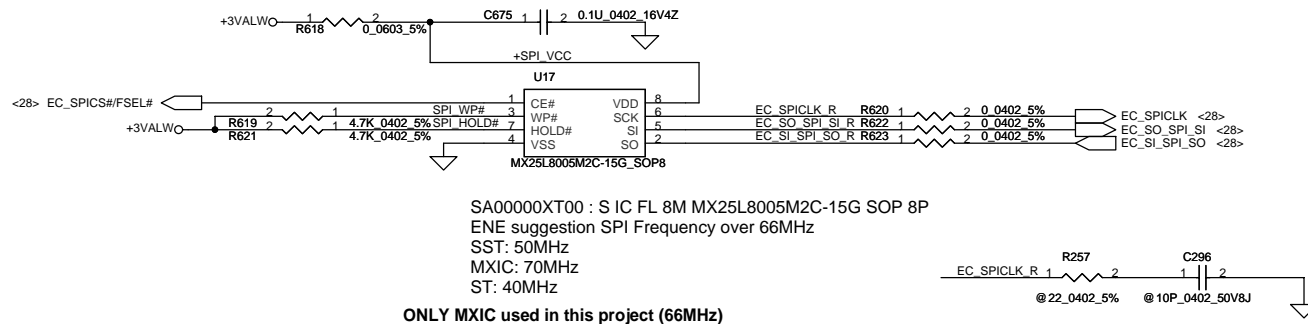 +3VALW
1
R618
2
0_0603_5%
C675
1
2
0.1U_0402_16V4Z
+SPI_VCC
U17
<28> EC_SPICS#/FSEL#
1 CE# VDD 8
SPI_WP# 3 WP# SCK 6 EC_SPICLK_R R620 1 2 0_0402_5% EC_SPICLK <28>
R619 2 1 4.7K_0402_5% SPI_HOLD# 7 HOLD# SI 5 EC_SO_SPI_SI_R R622 1 2 0_0402_5% EC_SO_SPI_SI <28>
+3VALW R621 2 1 4.7K_0402_5% 4 VSS SO 2 EC_SI_SPI_SO_R R623 1 2 0_0402_5% EC_SI_SPI_SO <28>
MX25L8005M2C-15G_SOP8
SA00000XT00 : S IC FL 8M MX25L8005M2C-15G SOP 8P
ENE suggestion SPI Frequency over 66MHz
SST: 50MHz
MXIC: 70MHz
ST: 40MHz
ONLY MXIC used in this project (66MHz)
R257 C296
EC_SPICLK_R 1 2 1 2
@22_0402_5% @10P_0402_50V8J